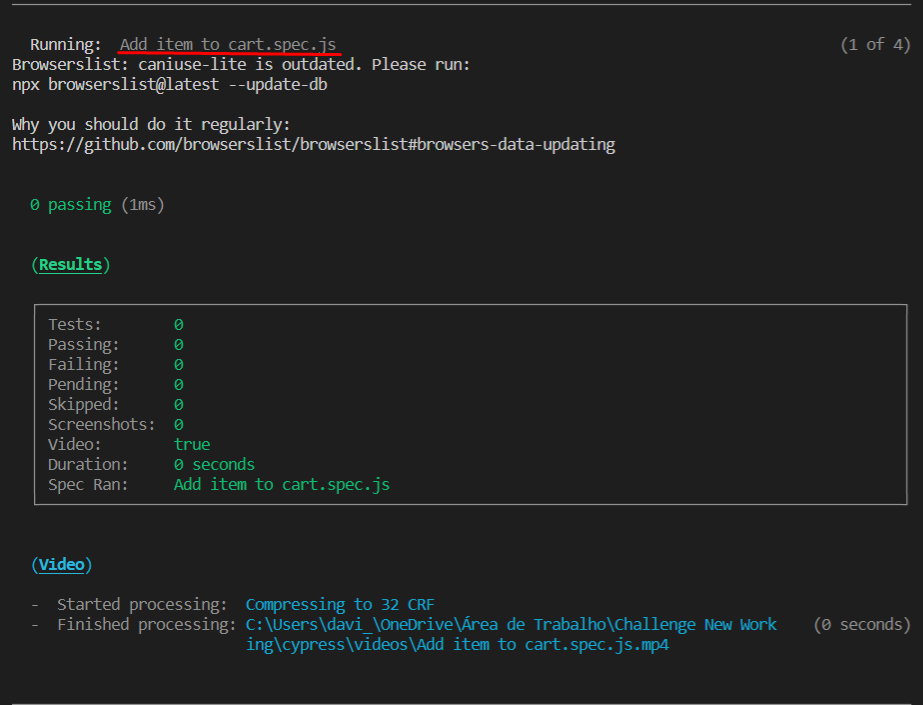 Running: Add item to cart.spec.js (1 of 4)
Browserslist: caniuse-lite is outdated. Please run:
npx browserslist@latest --update-db
Why you should do it regularly:
https://github.com/browserslist/browserslist#browsers-data-updating
0 passing (1ms)
(Results)
Tests: 0
Passing: 0
Failing: 0
Pending: 0
Skipped: 0
Screenshots: 0
Video: true
Duration: 0 seconds
Spec Ran: Add item to cart.spec.js
(Video)
- Started processing: Compressing to 32 CRF
- Finished processing: C:\Users\davi_\OneDrive\Área de Trabalho\Challenge New Work (0 seconds)
ing\cypress\videos\Add item to cart.spec.js.mp4